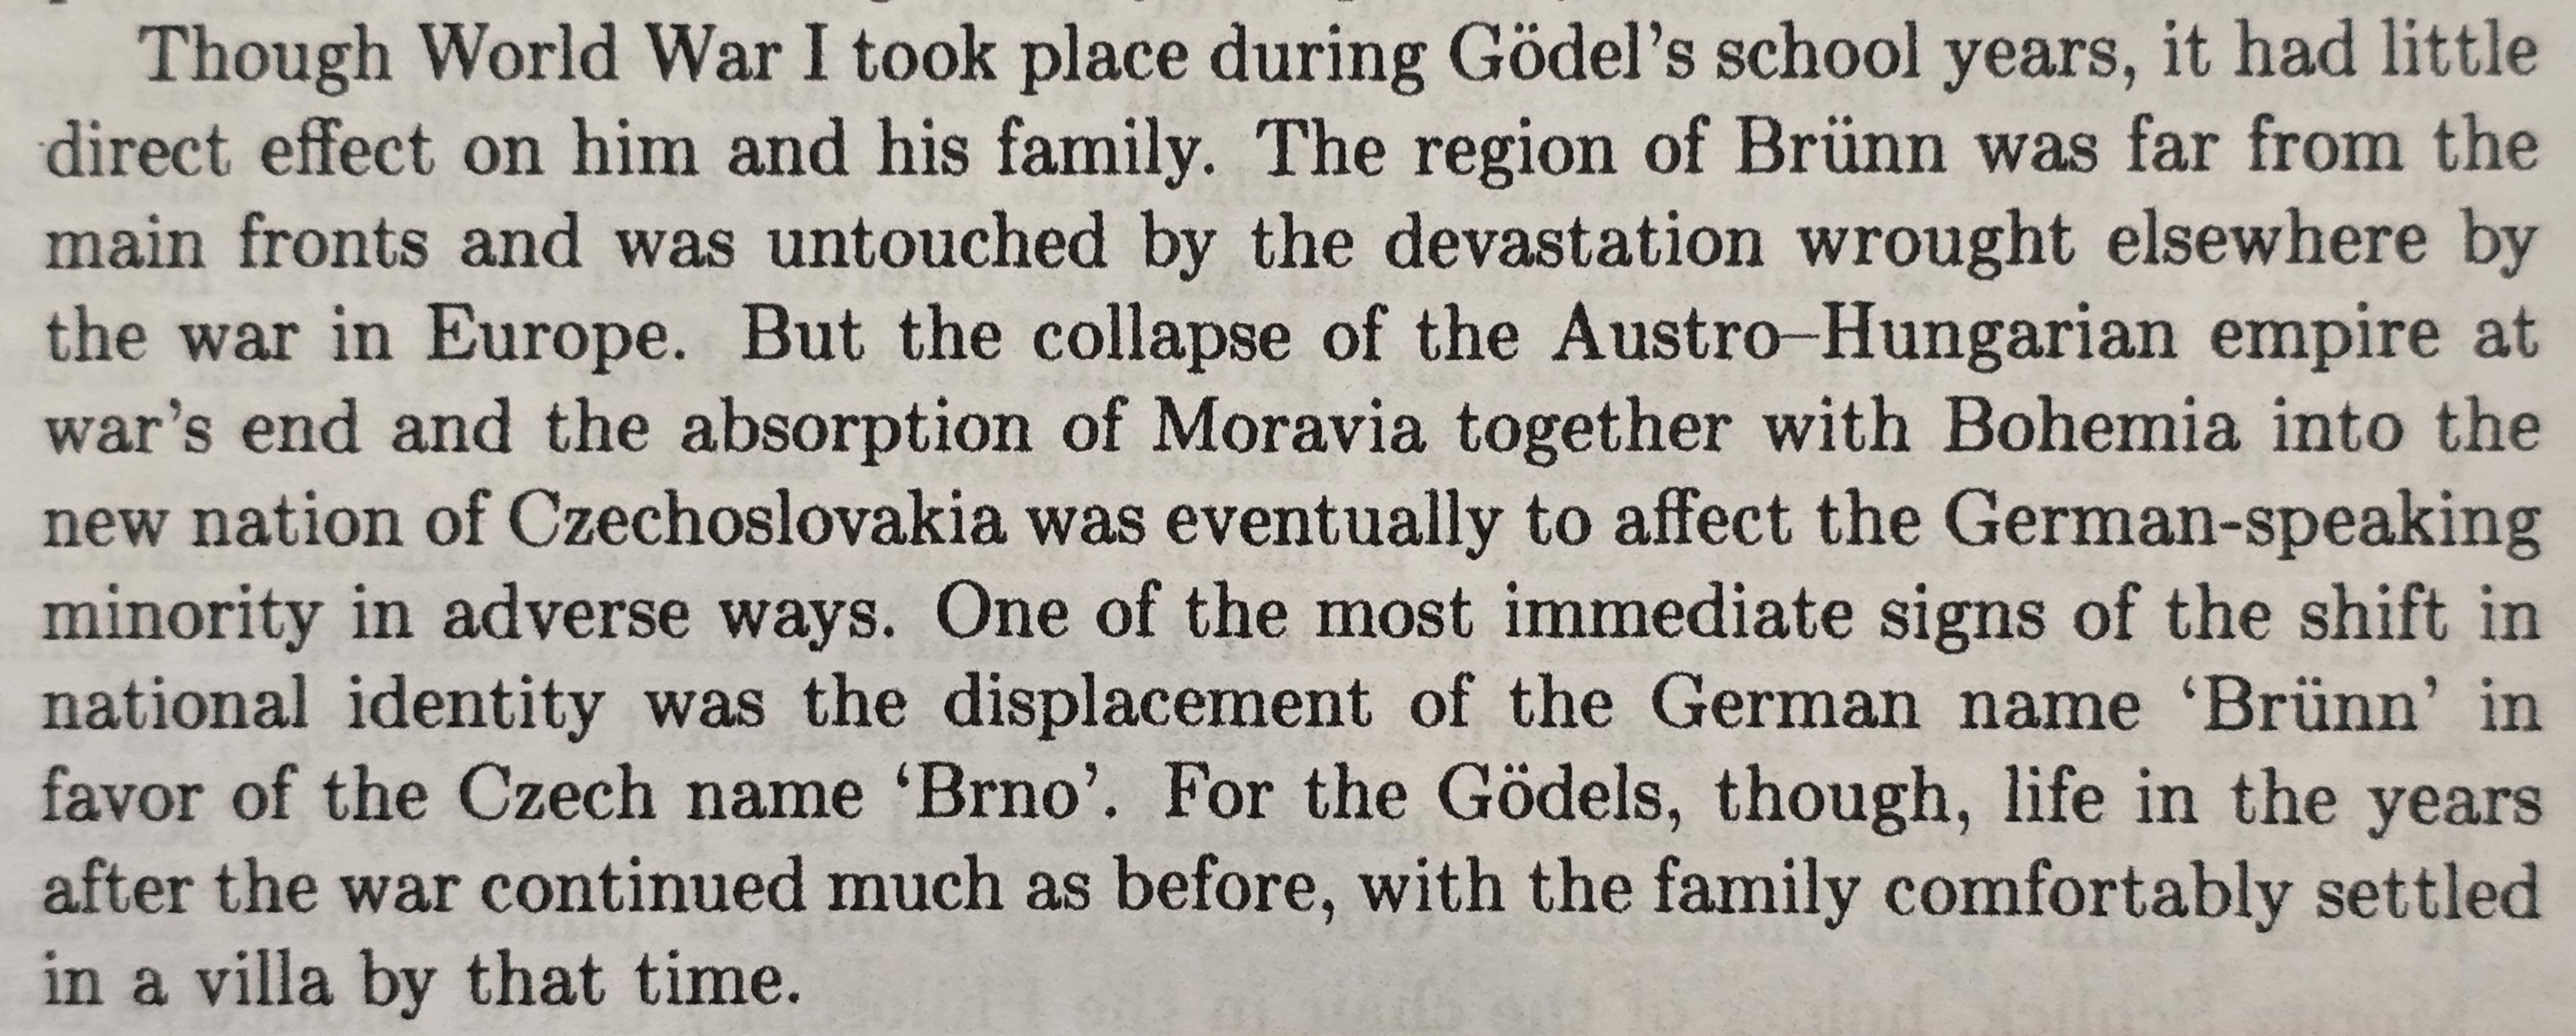 Though World War I took place during Gödel’s school years, it had little
direct effect on him and his family. The region of Brünn was far from the
main fronts and was untouched by the devastation wrought elsewhere by
the war in Europe. But the collapse of the Austro–Hungarian empire at
war’s end and the absorption of Moravia together with Bohemia into the
new nation of Czechoslovakia was eventually to affect the German-speaking
minority in adverse ways. One of the most immediate signs of the shift in
national identity was the displacement of the German name ‘Brünn’ in
favor of the Czech name ‘Brno’. For the Gödels, though, life in the years
after the war continued much as before, with the family comfortably settled
in a villa by that time.